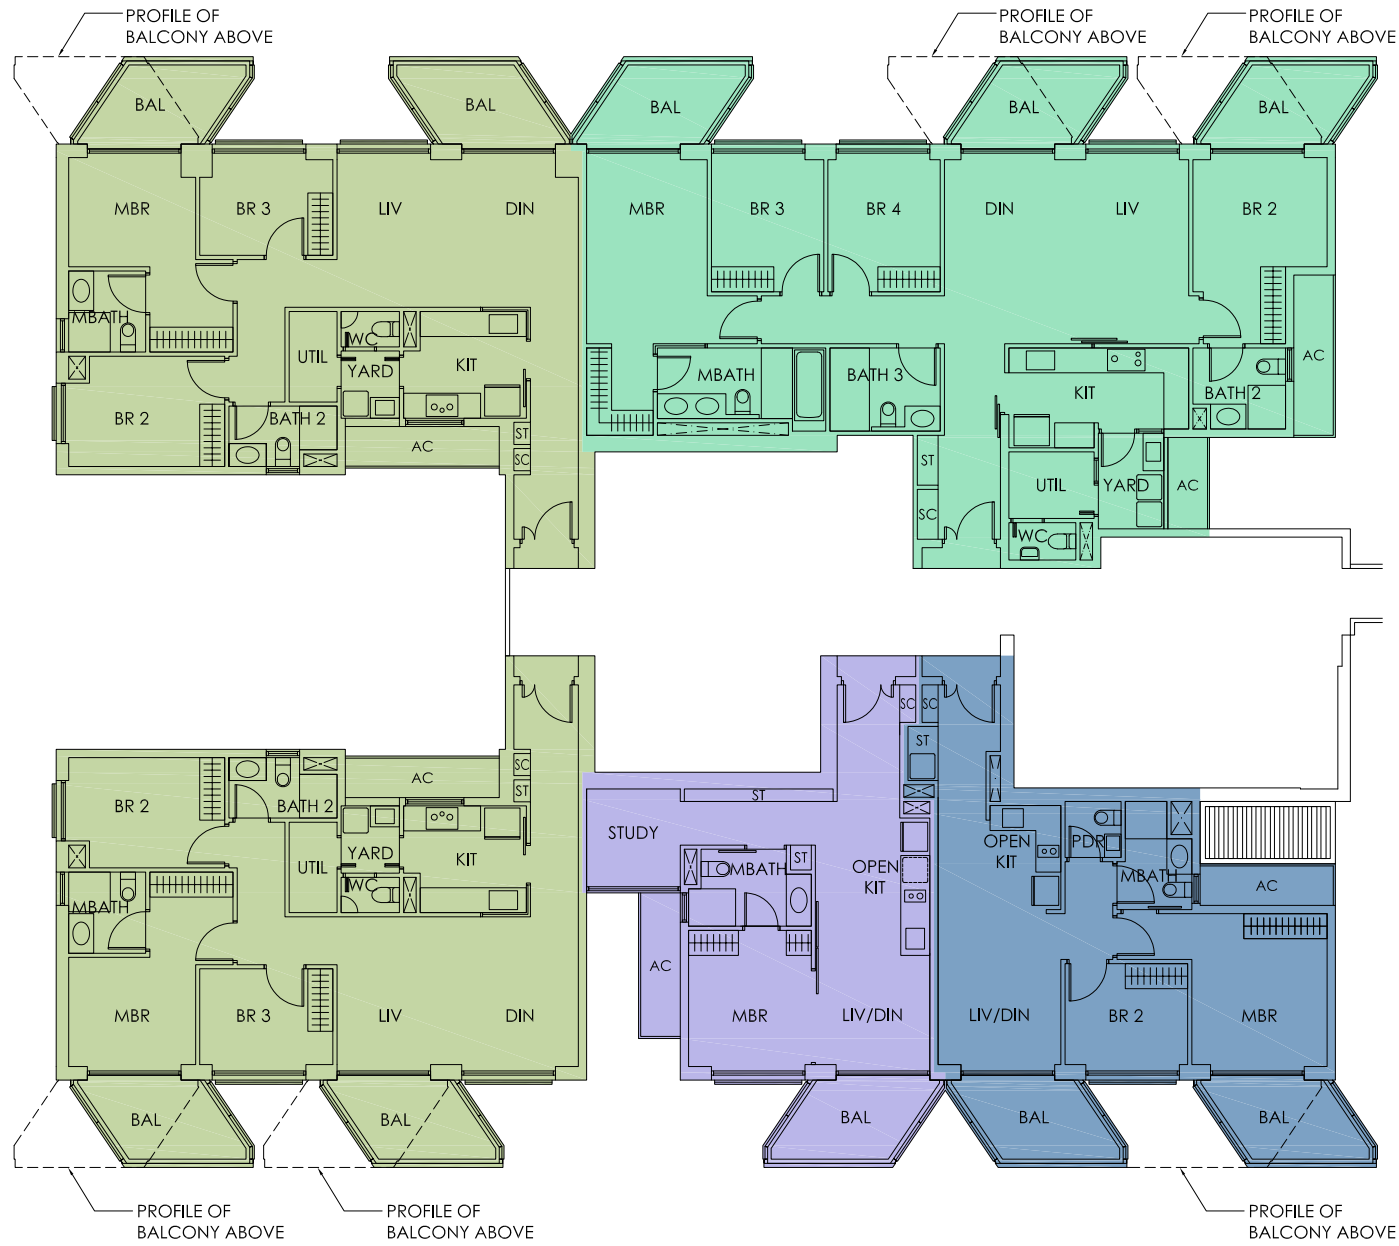 PROFILE OF
BALCONY ABOVE
PROFILE OF
BALCONY ABOVE
PROFILE OF
BALCONY ABOVE
BAL
BAL
BAL
BAL
BAL
MBR
BR 3
LIV
DIN
MBR
BR 3
BR 4
DIN
LIV
BR 2
MBATH
WC
UTIL
YARD
KIT
MBATH
BATH 3
KIT
BATH 2
AC
BR 2
BATH 2
AC
ST
SC
ST
SC
UTIL
YARD
AC
WC
SC
SC
ST
BR 2
BATH 2
AC
SC
ST
ST
STUDY
UTIL
YARD
KIT
WC
MBATH
MBATH
ST
OPEN
KIT
OPEN
KIT
PDR
MBATH
AC
AC
MBR
BR 3
LIV
DIN
MBR
LIV/DIN
LIV/DIN
BR 2
MBR
BAL
BAL
BAL
BAL
BAL
PROFILE OF
BALCONY ABOVE
PROFILE OF
BALCONY ABOVE
PROFILE OF
BALCONY ABOVE